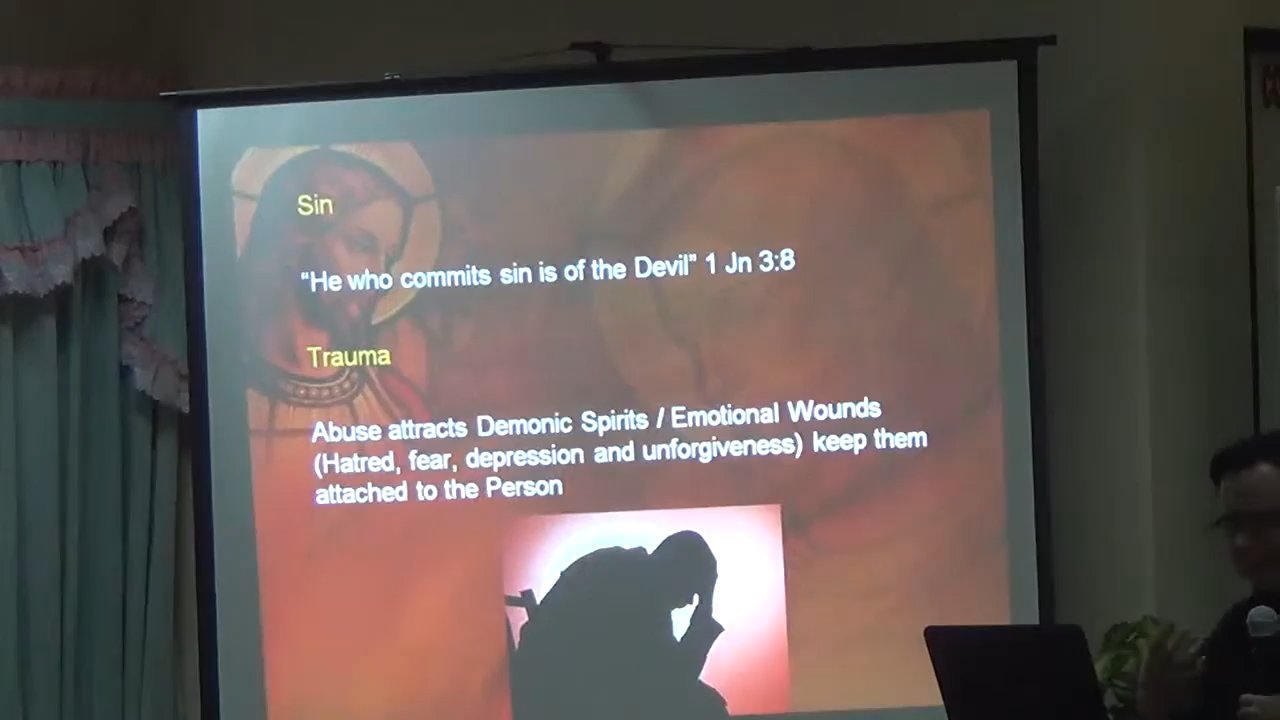 Sin
“He who commits sin is of the Devil” 1 Jn 3:8
Trauma
Abuse attracts Demonic Spirits / Emotional Wounds
(Hatred, fear, depression and unforgiveness) keep them
attached to the Person